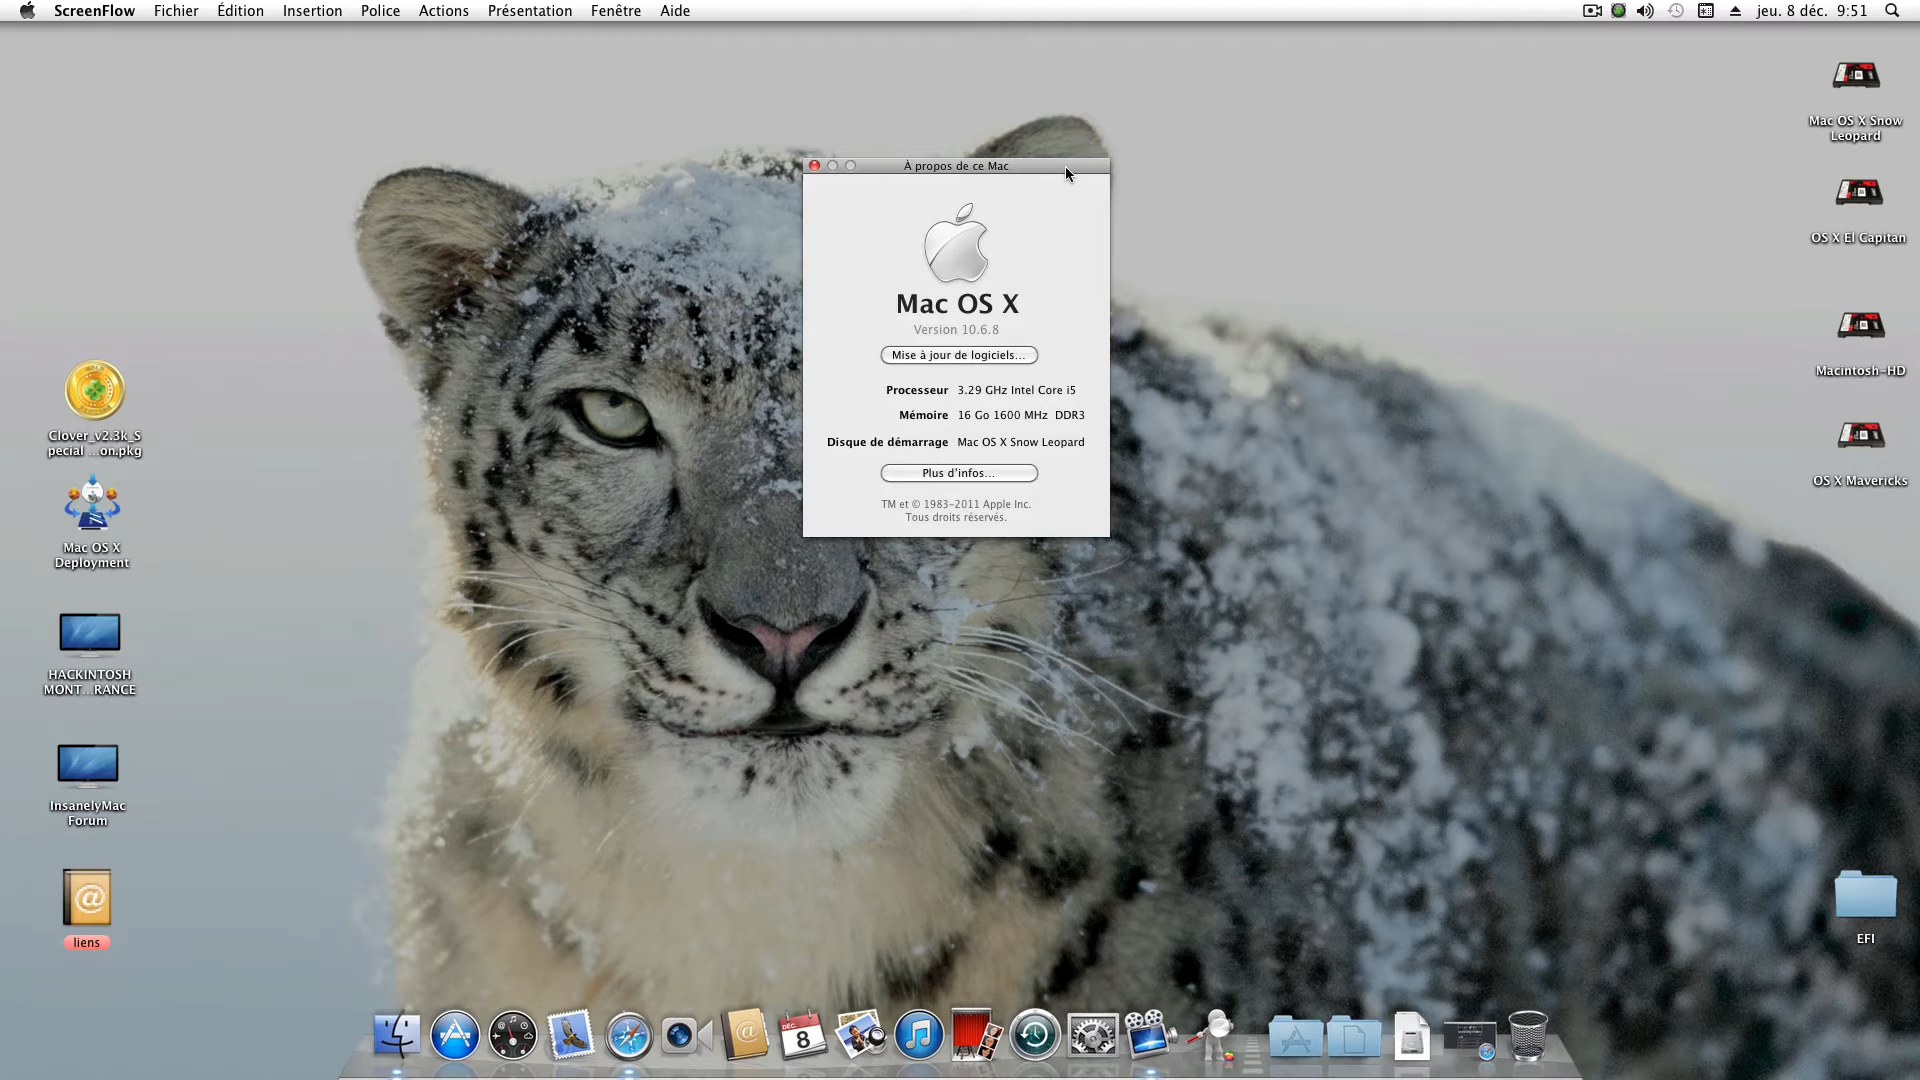 ScreenFlow Fichier Édition Insertion Police Actions Présentation Fenêtre Aide
jeu. 8 déc. 9:51
Mac OS X Snow
Leopard
OS X El Capitan
Macintosh-HD
OS X Mavericks
EFI
À propos de ce Mac
Mac OS X
Version 10.6.8
Mise à jour de logiciels...
Processeur 3.29 GHz Intel Core i5
Mémoire 16 Go 1600 MHz DDR3
Disque de démarrage Mac OS X Snow Leopard
Plus d'infos...
TM et © 1983-2011 Apple Inc.
Tous droits réservés.
Clover_v2.3k_S
pecial ...on.pkg
Mac OS X
Deployment
HACKINTOSH
MONT...RANCE
InsanelyMac
Forum
liens
DÉC.
8